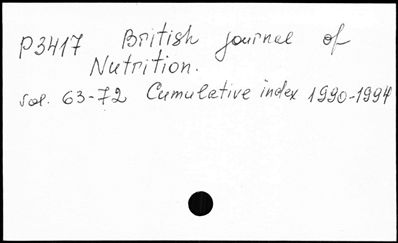 P3417 British journal of
Nutrition.
vol. 63-72 Cumulative index 1990-1994